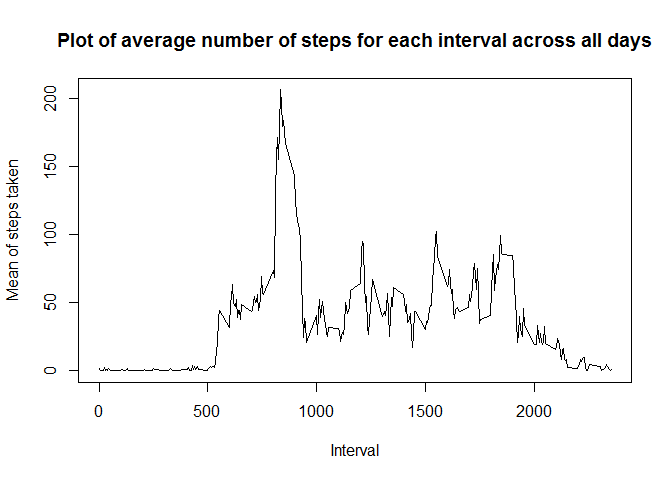 Plot of average number of steps for each interval across all days
Mean of steps taken
200
150
100
50
0
0 500 1000 1500 2000
Interval